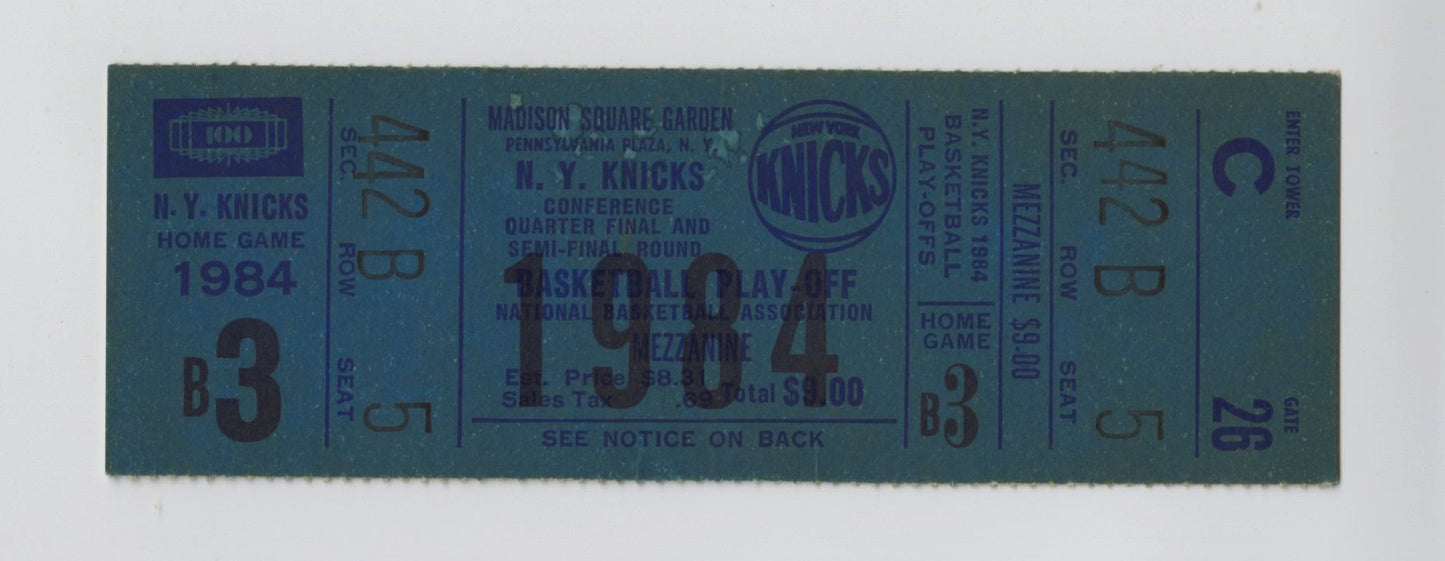 100
N.Y. KNICKS
HOME GAME
1984
B3
SEC. 442
ROW B
SEAT 5
MADISON SQUARE GARDEN
PENNSYLVANIA PLAZA, N. Y.
N. Y. KNICKS
CONFERENCE
QUARTER FINAL AND
SEMI-FINAL ROUND
BASKETBALL PLAY-OFF
NATIONAL BASKETBALL ASSOCIATION
1984
MEZZANINE
Est. Price $8.31
Sales Tax .69
Total $9.00
SEE NOTICE ON BACK
NEW YORK
KNICKS
N.Y. KNICKS 1984
BASKETBALL
PLAY-OFFS
HOME
GAME
B3
MEZZANINE $9.00
SEC. 442
ROW B
SEAT 5
ENTER TOWER
C
GATE
26